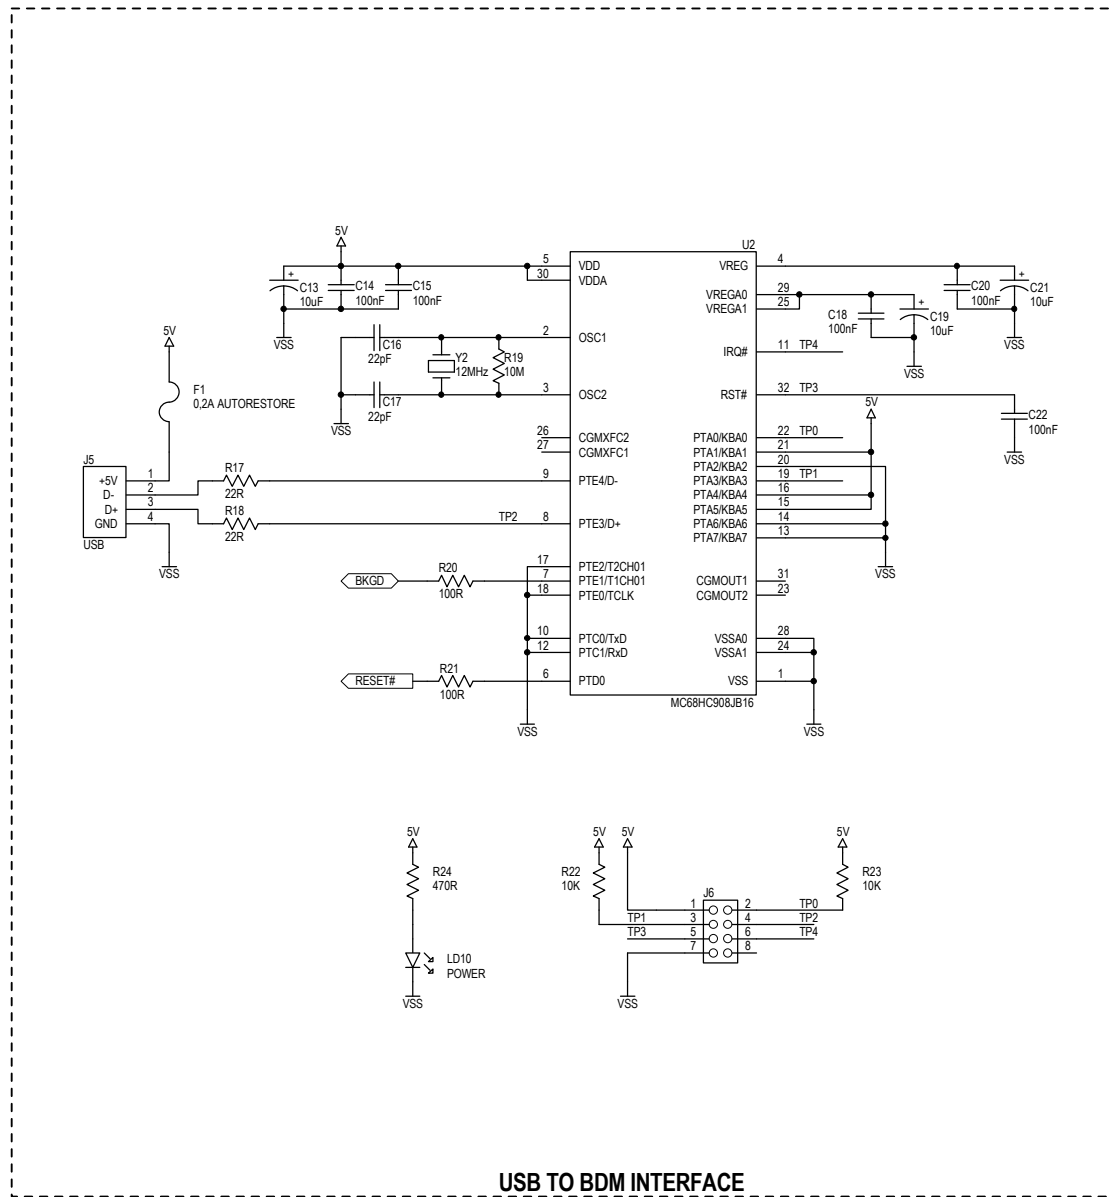 5V
U2
5 VDD
30 VDDA
VREG 4
+
C13
10uF
C14
100nF
C15
100nF
VSS
VREGA0 29
VREGA1 25
C20
100nF
+
C21
10uF
VSS
C18
100nF
+
C19
10uF
VSS
C16
22pF
2 OSC1
Y2
12MHz
R19
10M
3 OSC2
C17
22pF
VSS
IRQ# 11 TP4
RST# 32 TP3
C22
100nF
VSS
5V
F1
0,2A AUTORESTORE
5V
26 CGMXFC2
27 CGMXFC1
PTA0/KBA0 22 TP0
PTA1/KBA1 21
PTA2/KBA2 20
PTA3/KBA3 19 TP1
PTA4/KBA4 16
PTA5/KBA5 15
PTA6/KBA6 14
PTA7/KBA7 13
VSS
J5
+5V 1
D- 2
D+ 3
GND 4
USB
VSS
R17
22R
9 PTE4/D-
R18
22R
TP2 8 PTE3/D+
17 PTE2/T2CH01
BKGD
R20
100R
7 PTE1/T1CH01
18 PTE0/TCLK
CGMOUT1 31
CGMOUT2 23
10 PTC0/TxD
12 PTC1/RxD
VSSA0 28
VSSA1 24
RESET#
R21
100R
6 PTD0
VSS 1
MC68HC908JB16
VSS
VSS
5V
R24
470R
LD10
POWER
VSS
5V
5V
R22
10K
5V
R23
10K
J6
1 2 TP0
TP1 3 4 TP2
TP3 5 6 TP4
7 8
VSS
USB TO BDM INTERFACE